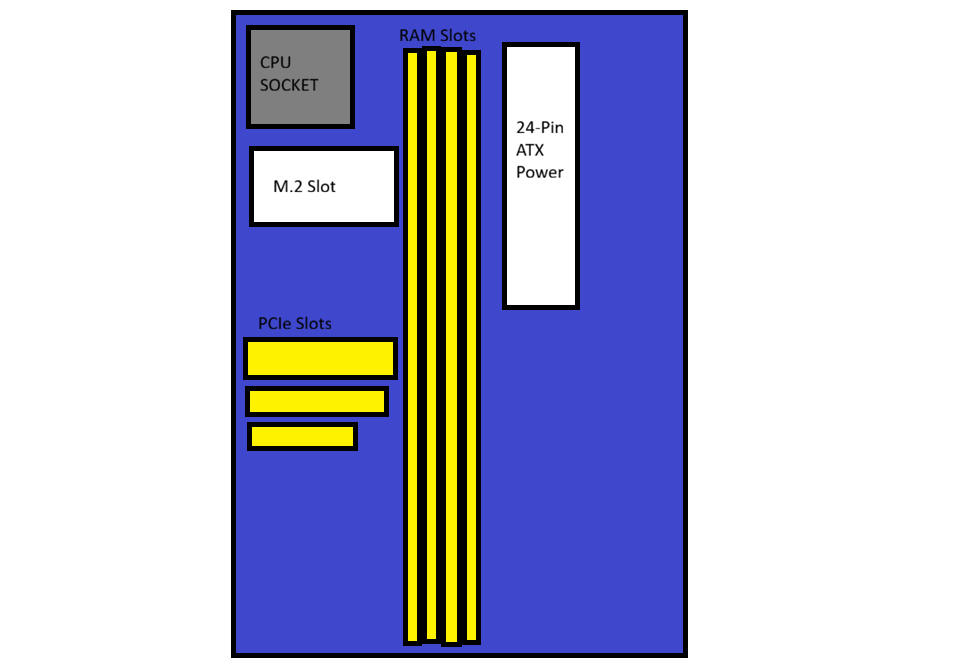 RAM Slots
CPU
SOCKET
24-Pin
ATX
Power
M.2 Slot
PCIe Slots